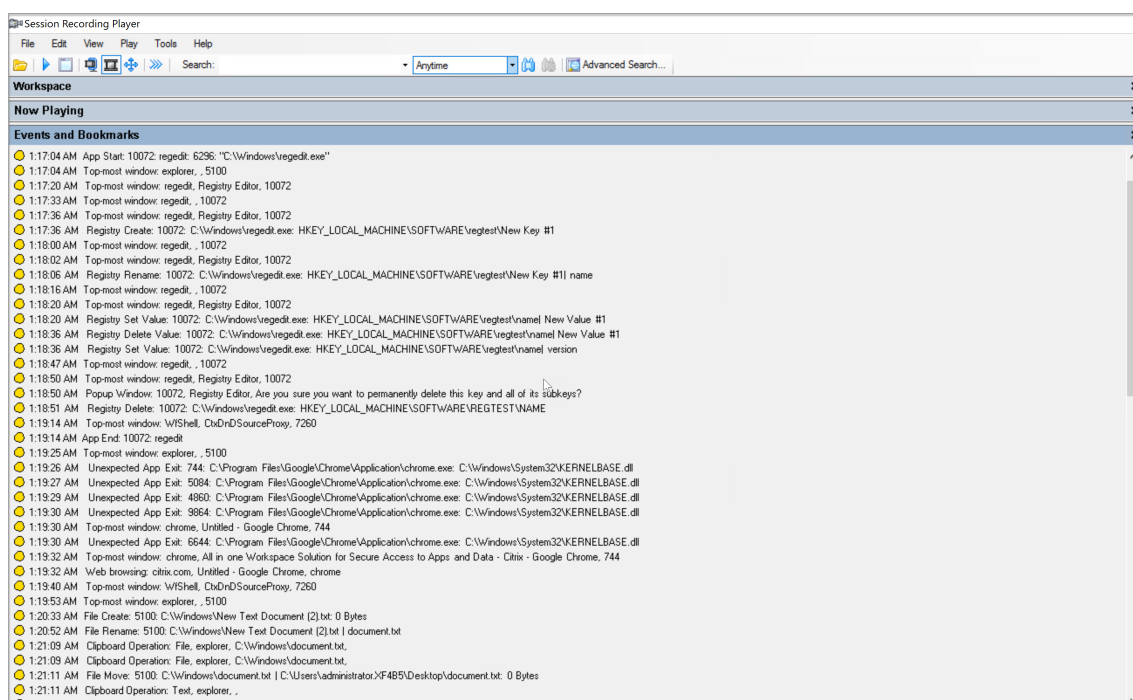 Session Recording Player
File Edit View Play Tools Help
Search: Anytime Advanced Search...
Workspace
Now Playing
Events and Bookmarks
1:17:04 AM App Start: 10072: regedit: 6296: "C:\Windows\regedit.exe"
1:17:04 AM Top-most window: explorer, , 5100
1:17:20 AM Top-most window: regedit, Registry Editor, 10072
1:17:33 AM Top-most window: regedit, , 10072
1:17:36 AM Top-most window: regedit, Registry Editor, 10072
1:17:36 AM Registry Create: 10072: C:\Windows\regedit.exe: HKEY_LOCAL_MACHINE\SOFTWARE\regtest\New Key #1
1:18:00 AM Top-most window: regedit, , 10072
1:18:02 AM Top-most window: regedit, Registry Editor, 10072
1:18:06 AM Registry Rename: 10072: C:\Windows\regedit.exe: HKEY_LOCAL_MACHINE\SOFTWARE\regtest\New Key #1| name
1:18:16 AM Top-most window: regedit, , 10072
1:18:20 AM Top-most window: regedit, Registry Editor, 10072
1:18:20 AM Registry Set Value: 10072: C:\Windows\regedit.exe: HKEY_LOCAL_MACHINE\SOFTWARE\regtest\name| New Value #1
1:18:36 AM Registry Delete Value: 10072: C:\Windows\regedit.exe: HKEY_LOCAL_MACHINE\SOFTWARE\regtest\name| New Value #1
1:18:36 AM Registry Set Value: 10072: C:\Windows\regedit.exe: HKEY_LOCAL_MACHINE\SOFTWARE\regtest\name| version
1:18:47 AM Top-most window: regedit, , 10072
1:18:50 AM Top-most window: regedit, Registry Editor, 10072
1:18:50 AM Popup Window: 10072, Registry Editor, Are you sure you want to permanently delete this key and all of its subkeys?
1:18:51 AM Registry Delete: 10072: C:\Windows\regedit.exe: HKEY_LOCAL_MACHINE\SOFTWARE\REGTEST\NAME
1:19:14 AM Top-most window: WfShell, CtxDnDSourceProxy, 7260
1:19:14 AM App End: 10072: regedit
1:19:25 AM Top-most window: explorer, , 5100
1:19:26 AM Unexpected App Exit: 744: C:\Program Files\Google\Chrome\Application\chrome.exe: C:\Windows\System32\KERNELBASE.dll
1:19:27 AM Unexpected App Exit: 5084: C:\Program Files\Google\Chrome\Application\chrome.exe: C:\Windows\System32\KERNELBASE.dll
1:19:29 AM Unexpected App Exit: 4860: C:\Program Files\Google\Chrome\Application\chrome.exe: C:\Windows\System32\KERNELBASE.dll
1:19:30 AM Unexpected App Exit: 9864: C:\Program Files\Google\Chrome\Application\chrome.exe: C:\Windows\System32\KERNELBASE.dll
1:19:30 AM Top-most window: chrome, Untitled - Google Chrome, 744
1:19:30 AM Unexpected App Exit: 6644: C:\Program Files\Google\Chrome\Application\chrome.exe: C:\Windows\System32\KERNELBASE.dll
1:19:32 AM Top-most window: chrome, All in one Workspace Solution for Secure Access to Apps and Data - Citrix - Google Chrome, 744
1:19:32 AM Web browsing: citrix.com, Untitled - Google Chrome, chrome
1:19:40 AM Top-most window: WfShell, CtxDnDSourceProxy, 7260
1:19:53 AM Top-most window: explorer, , 5100
1:20:33 AM File Create: 5100: C:\Windows\New Text Document (2).txt: 0 Bytes
1:20:52 AM File Rename: 5100: C:\Windows\New Text Document (2).txt | document.txt
1:21:09 AM Clipboard Operation: File, explorer, C:\Windows\document.txt,
1:21:09 AM Clipboard Operation: File, explorer, C:\Windows\document.txt,
1:21:11 AM File Move: 5100: C:\Windows\document.txt | C:\Users\administrator.XF4B5\Desktop\document.txt: 0 Bytes
1:21:11 AM Clipboard Operation: Text, explorer, ,